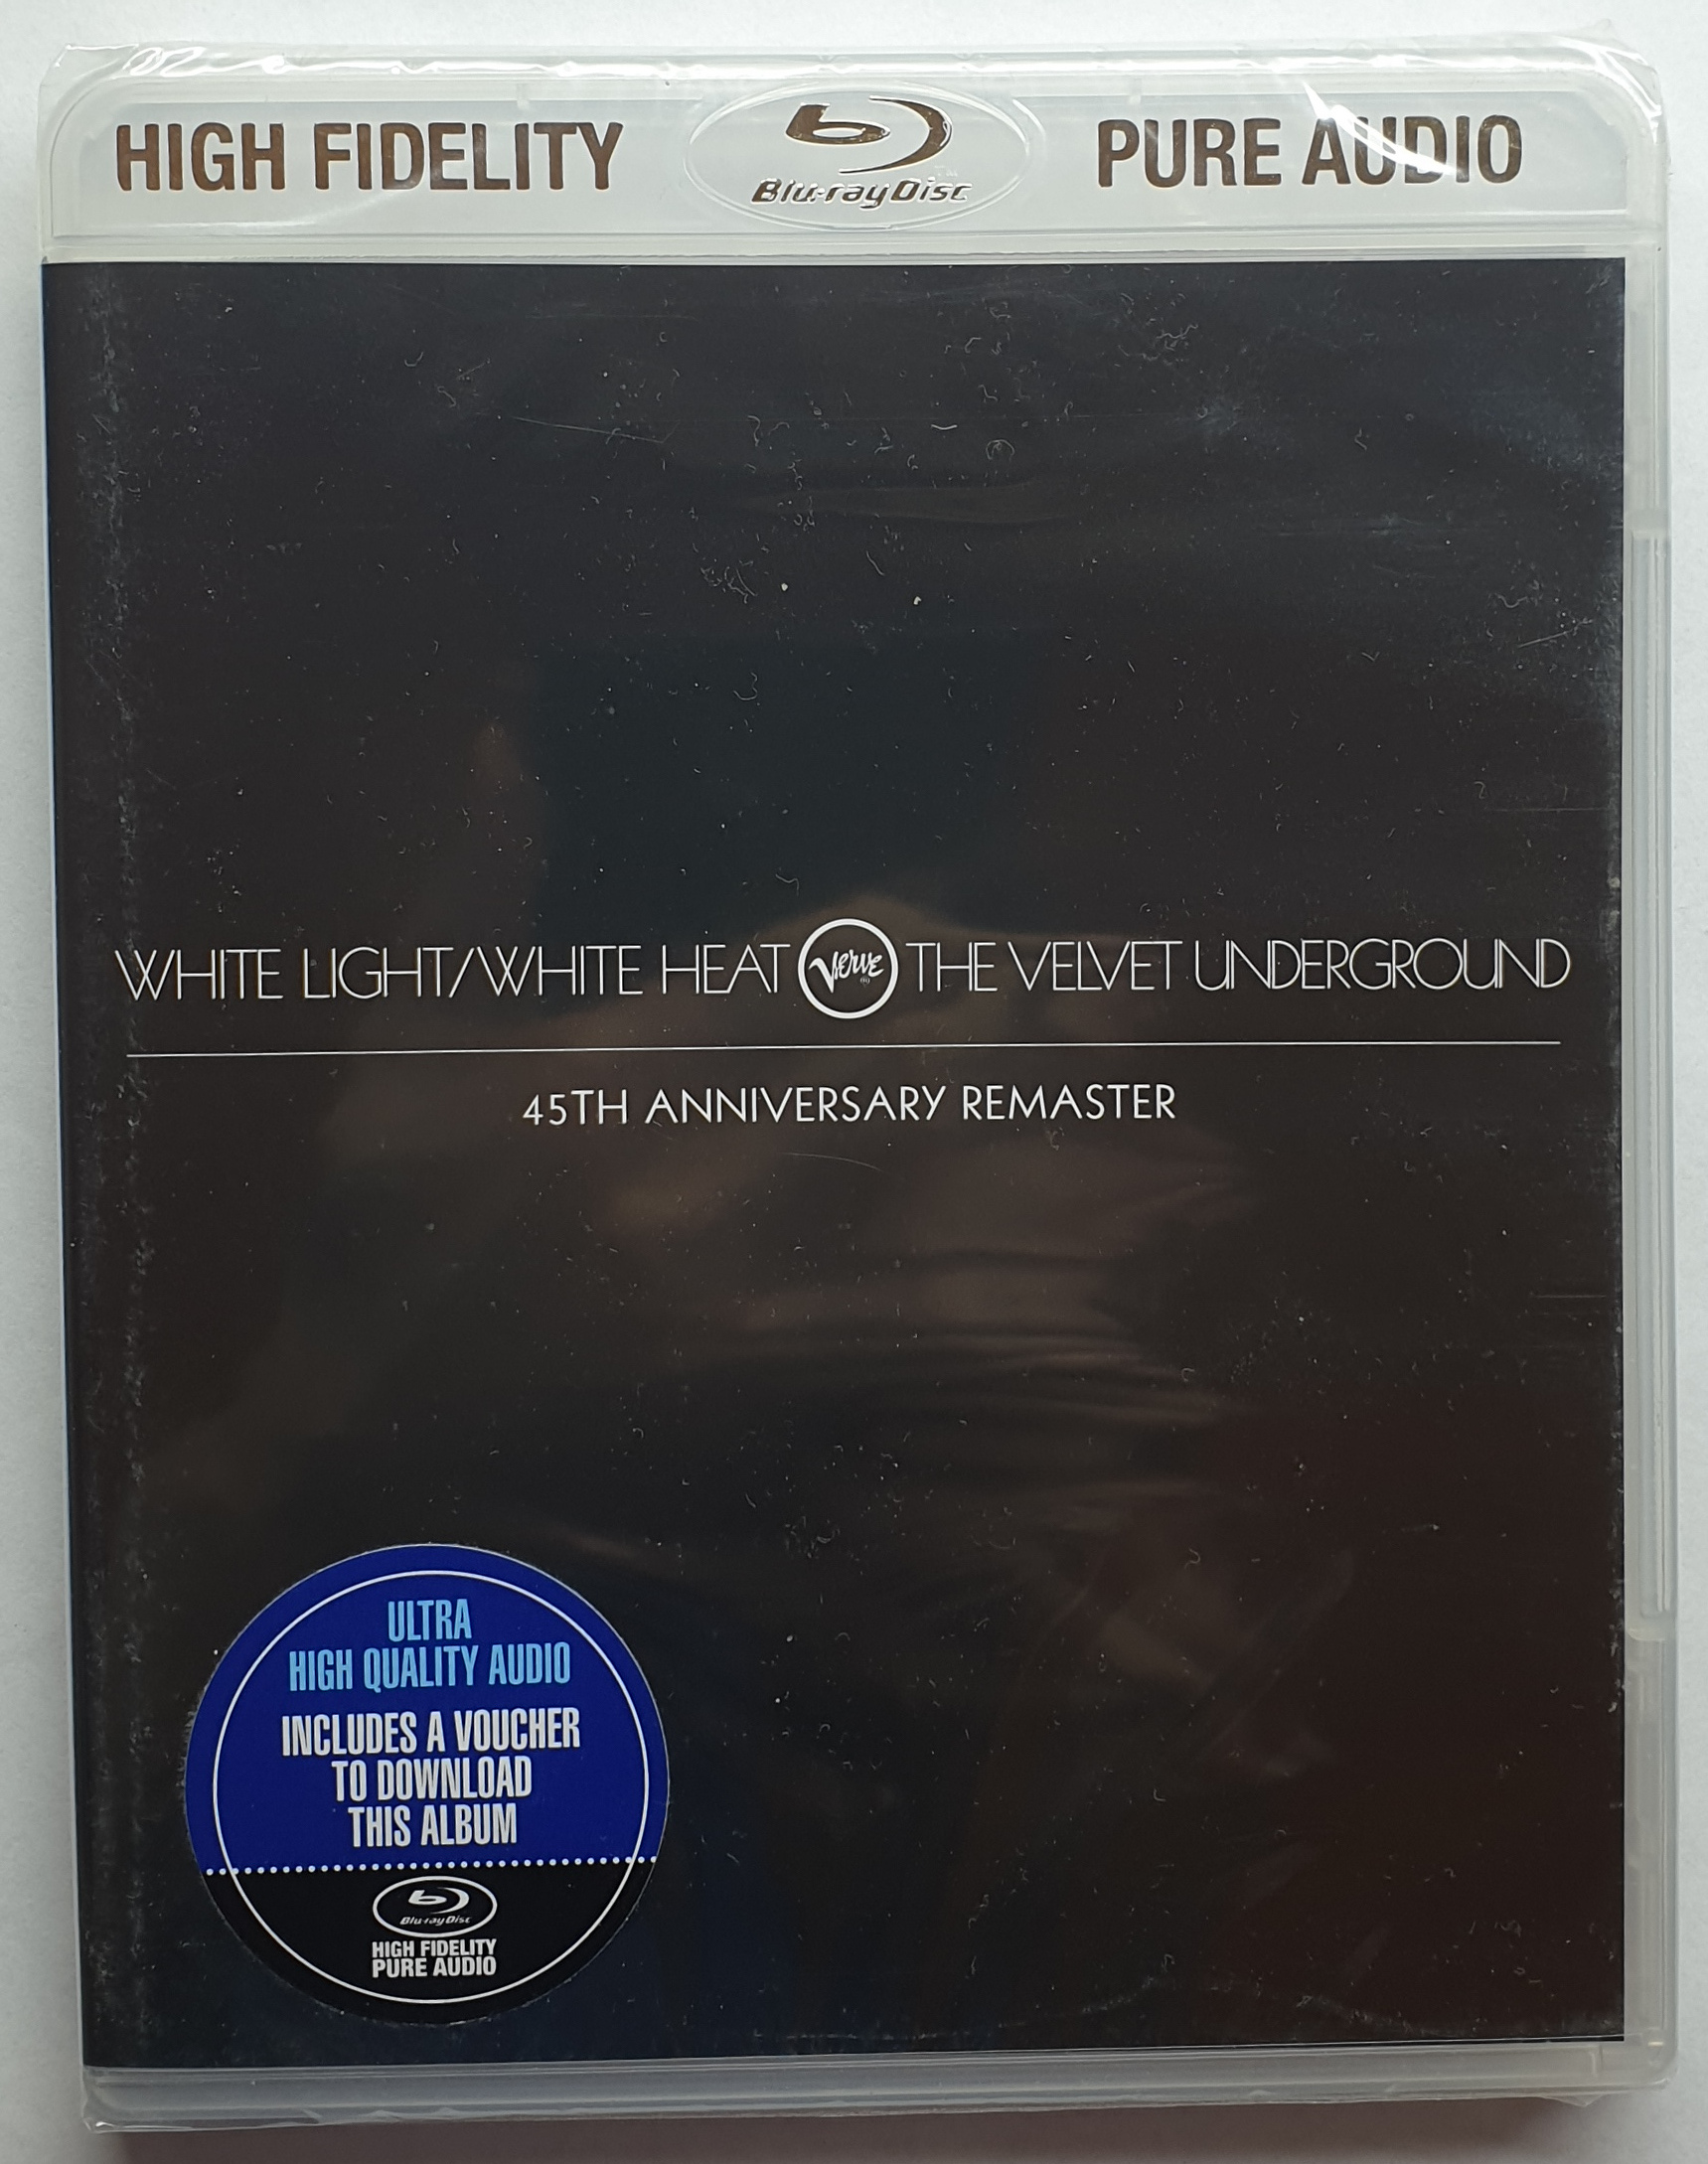 HIGH FIDELITY Blu-ray Disc™ PURE AUDIO
WHITE LIGHT/WHITE HEAT Verve THE VELVET UNDERGROUND
45TH ANNIVERSARY REMASTER
ULTRA
HIGH QUALITY AUDIO
INCLUDES A VOUCHER
TO DOWNLOAD
THIS ALBUM
Blu-ray Disc
HIGH FIDELITY
PURE AUDIO